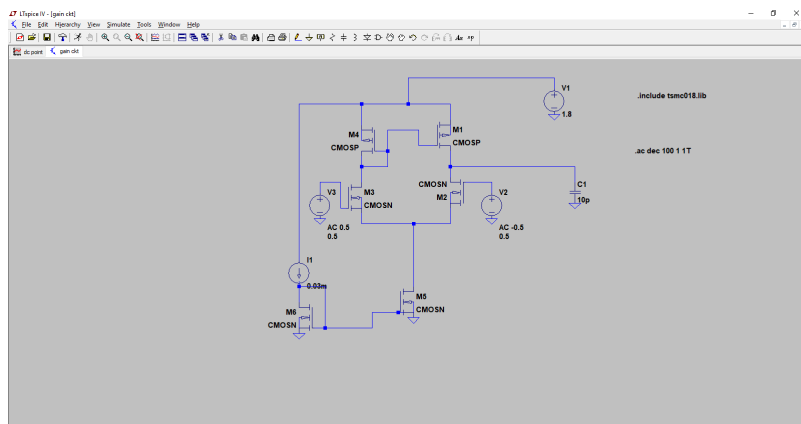 LTspice IV - [gain ckt]
File Edit Hierarchy View Simulate Tools Window Help
dc point gain ckt
V1
1.8
.include tsmc018.lib
M4
CMOSP
M1
CMOSP
.ac dec 100 1 1T
V3
M3
CMOSN
CMOSN
M2
V2
C1
10p
AC 0.5
0.5
AC -0.5
0.5
I1
0.03m
M6
CMOSN
M5
CMOSN